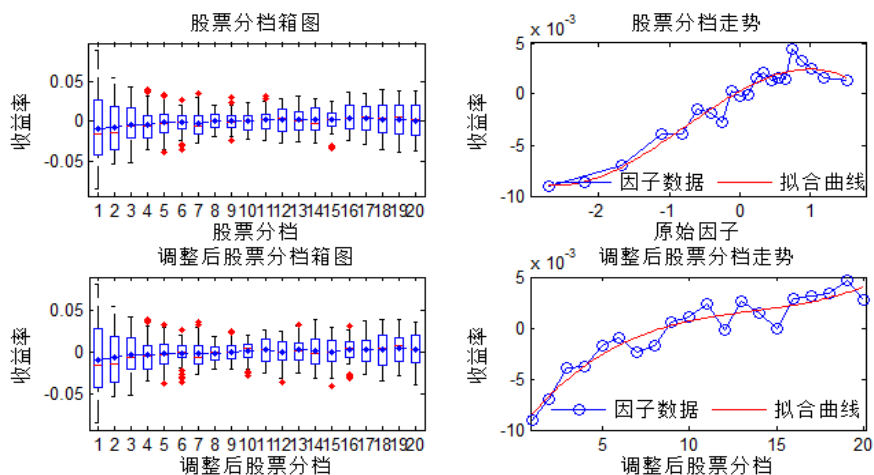 股票分档箱图
收益率
0.05
0
-0.05
1 2 3 4 5 6 7 8 9 10 11 12 13 14 15 16 17 18 19 20
股票分档
股票分档走势
x 10⁻³
收益率
5
0
-5
-10
因子数据 拟合曲线
-2 -1 0 1
原始因子
调整后股票分档箱图
收益率
0.05
0
-0.05
1 2 3 4 5 6 7 8 9 10 11 12 13 14 15 16 17 18 19 20
调整后股票分档
调整后股票分档走势
x 10⁻³
收益率
5
0
-5
-10
因子数据 拟合曲线
5 10 15 20
调整后股票分档